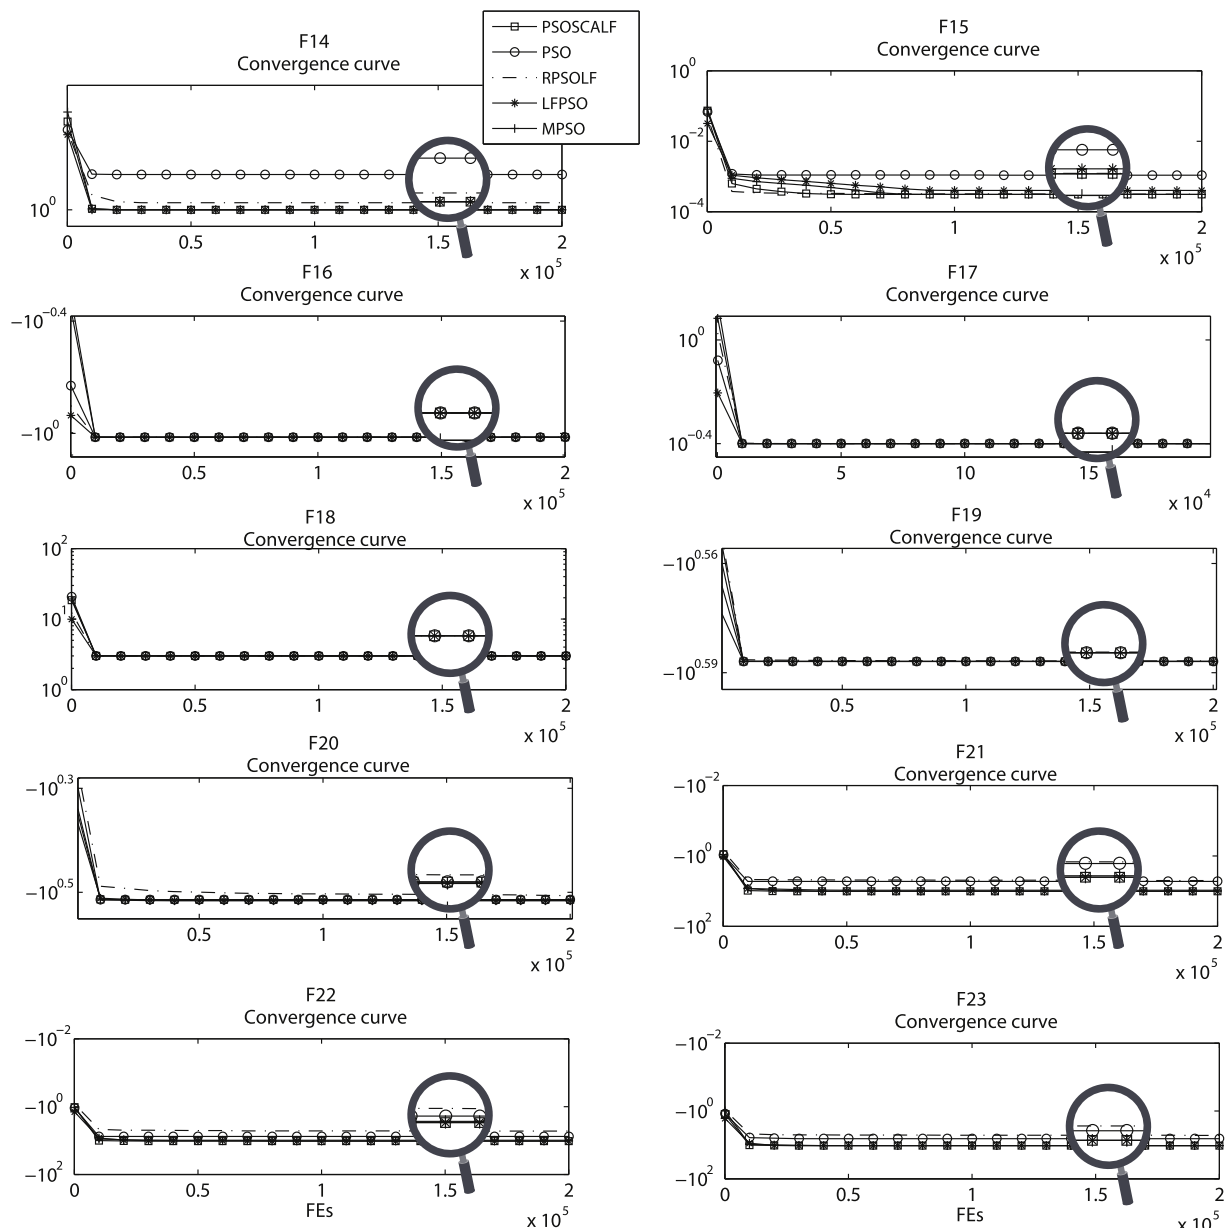 PSOSCALF
PSO
RPSOLF
LFPSO
MPSO
F14
Convergence curve
10^0
0 0.5 1 1.5 2
x 10^5
F15
Convergence curve
10^0
10^-2
10^-4
0 0.5 1 1.5 2
x 10^5
F16
Convergence curve
-10^-0.4
-10^0
0 0.5 1 1.5 2
x 10^5
F17
Convergence curve
10^0
10^-0.4
0 5 10 15
x 10^4
F18
Convergence curve
10^2
10^1
10^0
0 0.5 1 1.5 2
x 10^5
F19
Convergence curve
-10^0.56
-10^0.59
0.5 1 1.5 2
x 10^5
F20
Convergence curve
-10^0.3
-10^0.5
0.5 1 1.5 2
x 10^5
F21
Convergence curve
-10^-2
-10^0
-10^2
0 0.5 1 1.5 2
x 10^5
F22
Convergence curve
-10^-2
-10^0
-10^2
0 0.5 1 1.5 2
FEs
x 10^5
F23
Convergence curve
-10^-2
-10^0
-10^2
0 0.5 1 1.5 2
FEs
x 10^5